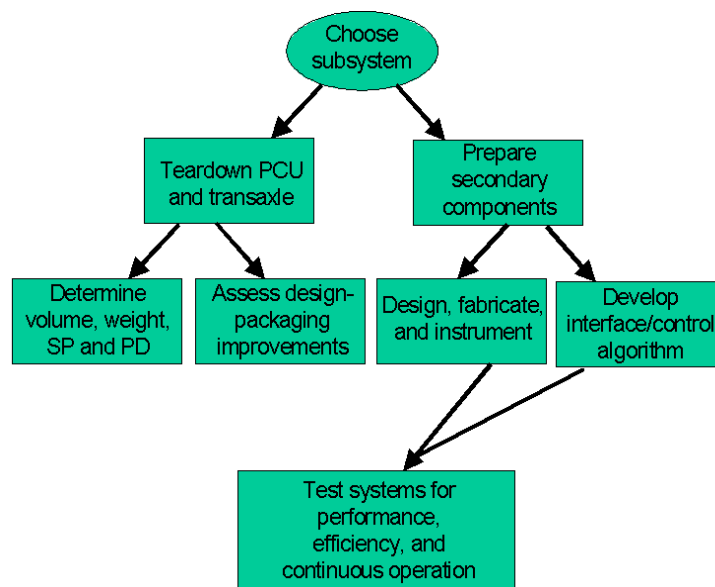 Choose
subsystem
Teardown PCU
and transaxle
Prepare
secondary
components
Determine
volume, weight,
SP and PD
Assess design-
packaging
improvements
Design, fabricate,
and instrument
Develop
interface/control
algorithm
Test systems for
performance,
efficiency, and
continuous operation